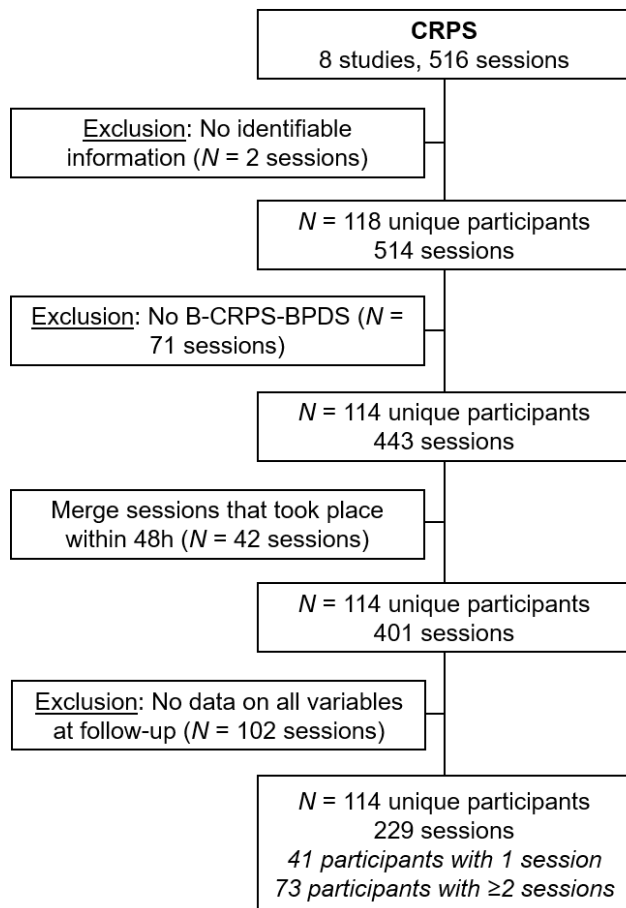 CRPS
8 studies, 516 sessions
Exclusion: No identifiable
information (N = 2 sessions)
N = 118 unique participants
514 sessions
Exclusion: No B-CRPS-BPDS (N =
71 sessions)
N = 114 unique participants
443 sessions
Merge sessions that took place
within 48h (N = 42 sessions)
N = 114 unique participants
401 sessions
Exclusion: No data on all variables
at follow-up (N = 102 sessions)
N = 114 unique participants
229 sessions
41 participants with 1 session
73 participants with ≥2 sessions